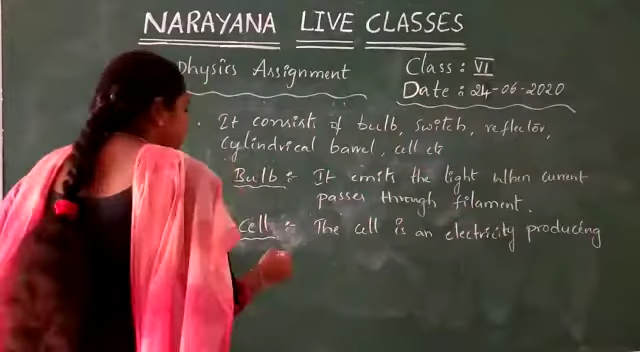 NARAYANA LIVE CLASSES
Physics Assignment
Class : VI
Date : 24-06-2020
. It consists of bulb, switch, reflector,
Cylindrical barrel, cell etc
Bulb :- It emits the light when current
passes through filament.
Cell :- The cell is an electricity producing